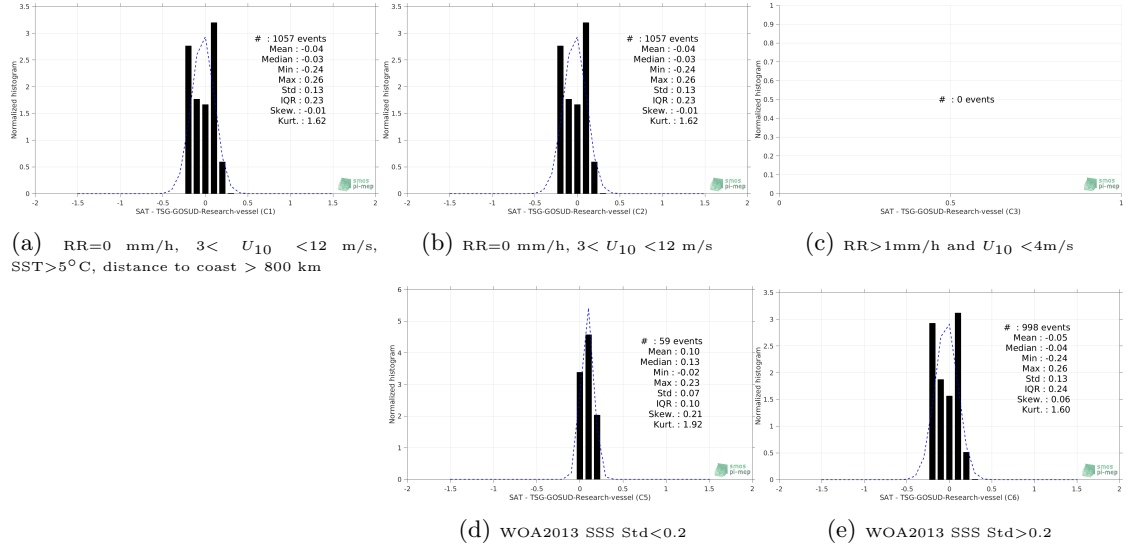 3.5
3
2.5
2
1.5
1
0.5
0
Normalized histogram
# : 1057 events
Mean : -0.04
Median : -0.03
Min : -0.24
Max : 0.26
Std : 0.13
IQR : 0.23
Skew. : -0.01
Kurt. : 1.62
smos
pi-mep
-2 -1.5 -1 -0.5 0 0.5 1 1.5 2
SAT - TSG-GOSUD-Research-vessel (C1)
(a) RR=0 mm/h, 3< U10 <12 m/s,
SST>5°C, distance to coast > 800 km
3.5
3
2.5
2
1.5
1
0.5
0
Normalized histogram
# : 1057 events
Mean : -0.04
Median : -0.03
Min : -0.24
Max : 0.26
Std : 0.13
IQR : 0.23
Skew. : -0.01
Kurt. : 1.62
smos
pi-mep
-2 -1.5 -1 -0.5 0 0.5 1 1.5 2
SAT - TSG-GOSUD-Research-vessel (C2)
(b) RR=0 mm/h, 3< U10 <12 m/s
1
0.9
0.8
0.7
0.6
0.5
0.4
0.3
0.2
0.1
0
Normalized histogram
# : 0 events
smos
pi-mep
0 0.5 1
SAT - TSG-GOSUD-Research-vessel (C3)
(c) RR>1mm/h and U10 <4m/s
6
5
4
3
2
1
0
Normalized histogram
# : 59 events
Mean : 0.10
Median : 0.13
Min : -0.02
Max : 0.23
Std : 0.07
IQR : 0.10
Skew. : 0.21
Kurt. : 1.92
smos
pi-mep
-2 -1.5 -1 -0.5 0 0.5 1 1.5 2
SAT - TSG-GOSUD-Research-vessel (C5)
(d) WOA2013 SSS Std<0.2
3.5
3
2.5
2
1.5
1
0.5
0
Normalized histogram
# : 998 events
Mean : -0.05
Median : -0.04
Min : -0.24
Max : 0.26
Std : 0.13
IQR : 0.24
Skew. : 0.06
Kurt. : 1.60
smos
pi-mep
-2 -1.5 -1 -0.5 0 0.5 1 1.5 2
SAT - TSG-GOSUD-Research-vessel (C6)
(e) WOA2013 SSS Std>0.2